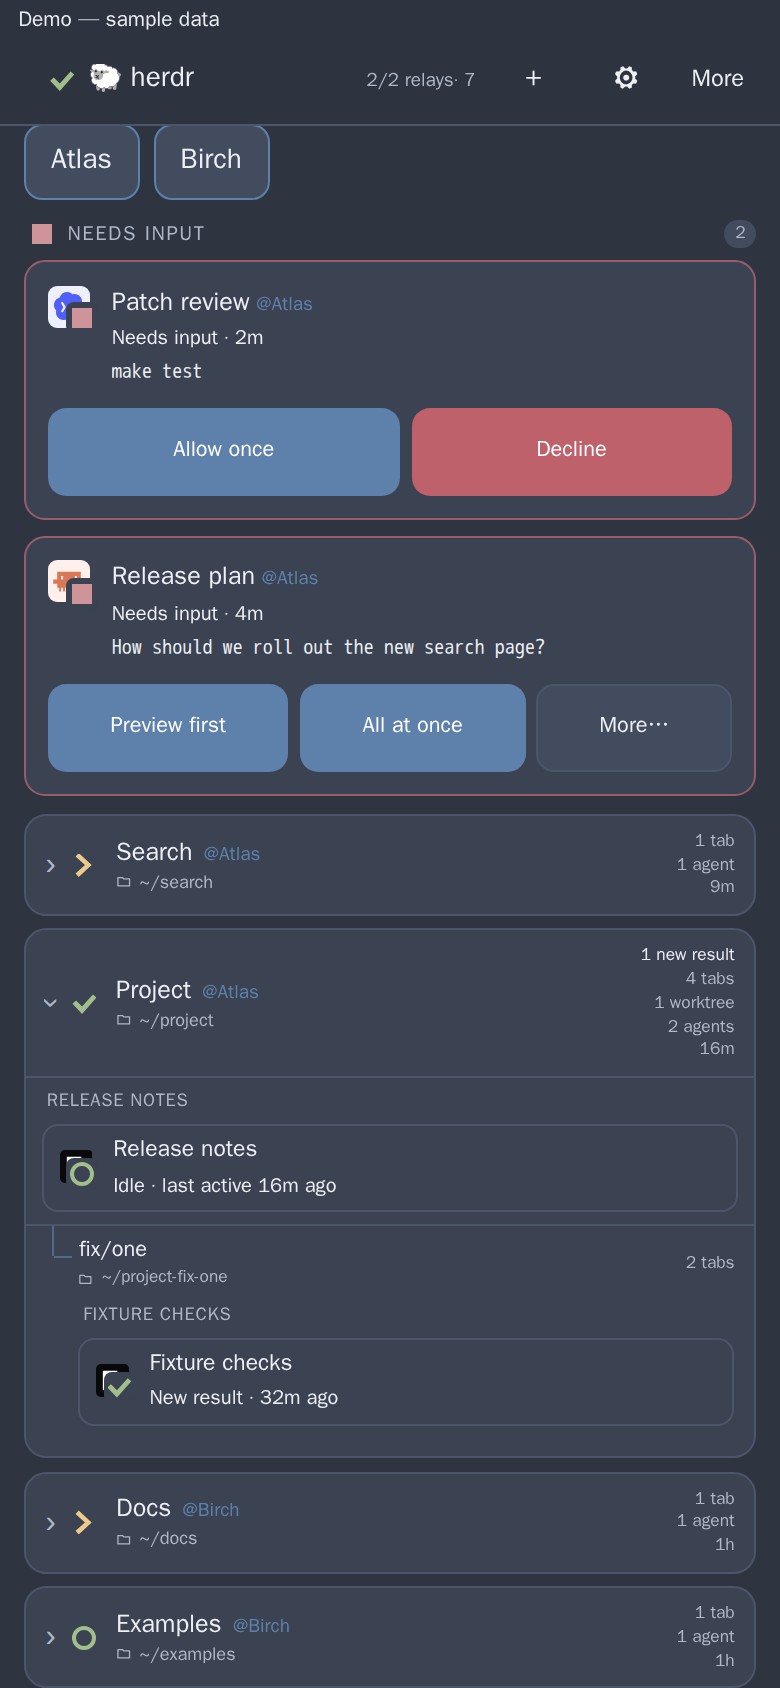 Demo — sample data
herdr
2/2 relays· 7
+
More
Atlas
Birch
NEEDS INPUT
2
Patch review @Atlas
Needs input · 2m
make test
Allow once
Decline
Release plan @Atlas
Needs input · 4m
How should we roll out the new search page?
Preview first
All at once
More···
Search @Atlas
~/search
1 tab
1 agent
9m
Project @Atlas
~/project
1 new result
4 tabs
1 worktree
2 agents
16m
RELEASE NOTES
Release notes
Idle · last active 16m ago
fix/one
~/project-fix-one
2 tabs
FIXTURE CHECKS
Fixture checks
New result · 32m ago
Docs @Birch
~/docs
1 tab
1 agent
1h
Examples @Birch
~/examples
1 tab
1 agent
1h